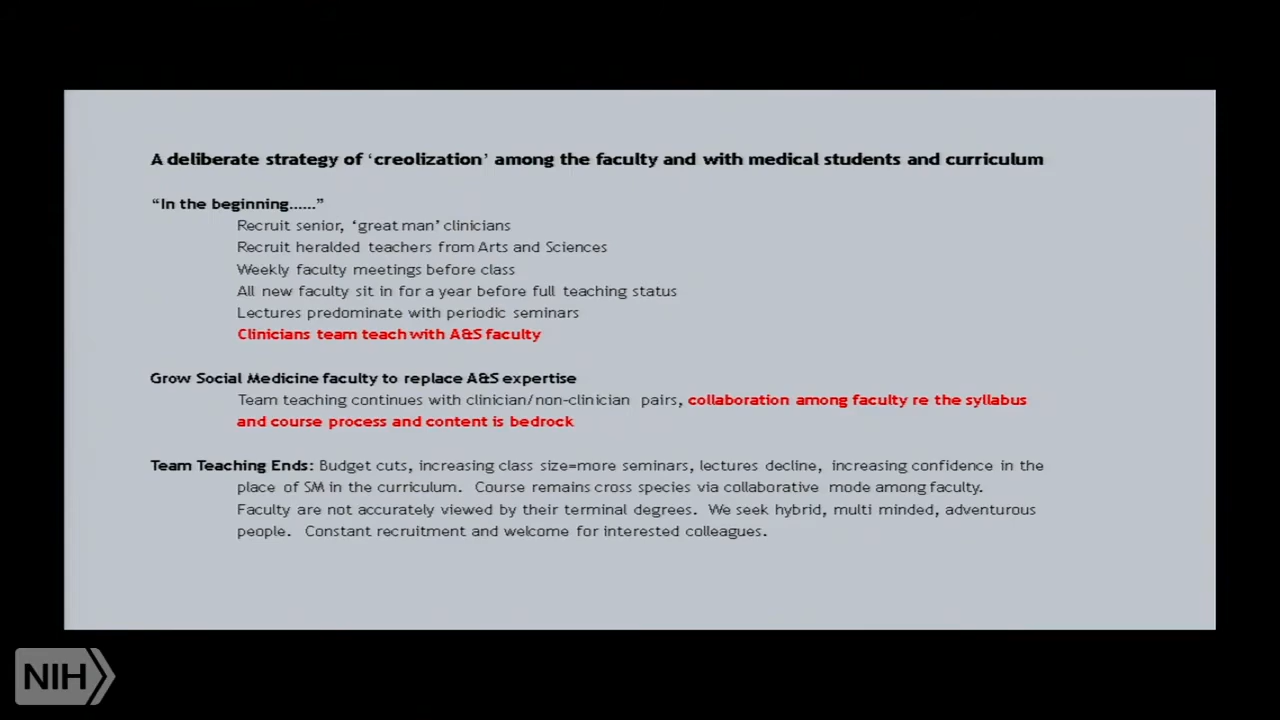 A deliberate strategy of ‘creolization’ among the faculty and with medical students and curriculum
“In the beginning......”
Recruit senior, ‘great man’ clinicians
Recruit heralded teachers from Arts and Sciences
Weekly faculty meetings before class
All new faculty sit in for a year before full teaching status
Lectures predominate with periodic seminars
Clinicians team teach with A&S faculty
Grow Social Medicine faculty to replace A&S expertise
Team teaching continues with clinician/non-clinician pairs, collaboration among faculty re the syllabus
and course process and content is bedrock
Team Teaching Ends: Budget cuts, increasing class size=more seminars, lectures decline, increasing confidence in the
place of SM in the curriculum. Course remains cross species via collaborative mode among faculty.
Faculty are not accurately viewed by their terminal degrees. We seek hybrid, multi minded, adventurous
people. Constant recruitment and welcome for interested colleagues.
NIH